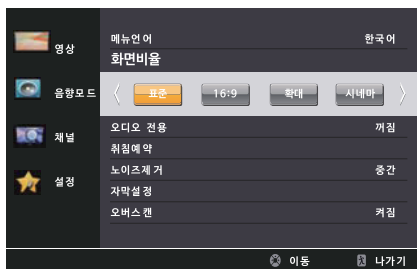 영상
음향모드
채널
설정
메뉴언어 한국어
화면비율
표준 16:9 확대 시네마
오디오 전용 꺼짐
취침예약
노이즈제거 중간
자막설정
오버스캔 켜짐
이동 나가기